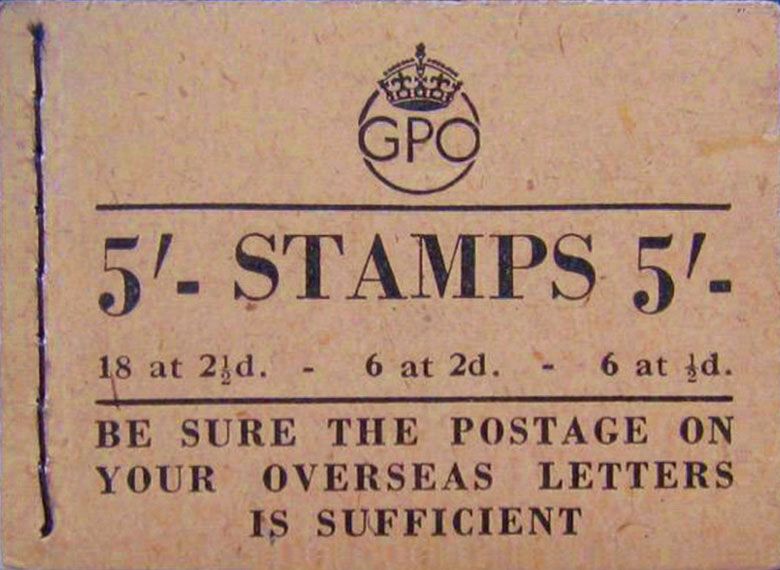 GPO
5/- STAMPS 5/-
18 at 2½d. - 6 at 2d. - 6 at ½d.
BE SURE THE POSTAGE ON
YOUR OVERSEAS LETTERS
IS SUFFICIENT